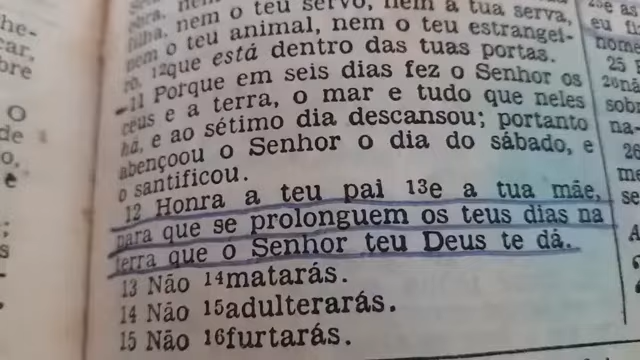 nem o teu servo, nem a tua serva,
nem o teu animal, nem o teu estrangei-
ro, 12que está dentro das tuas portas.
11 Porque em seis dias fez o Senhor os
céus e a terra, o mar e tudo que neles
há, e ao sétimo dia descansou; portanto
abençoou o Senhor o dia do sábado, e
o santificou.
12 Honra a teu pai 13e a tua mãe,
para que se prolonguem os teus dias na
terra que o Senhor teu Deus te dá.
13 Não 14matarás.
14 Não 15adulterarás.
15 Não 16furtarás.